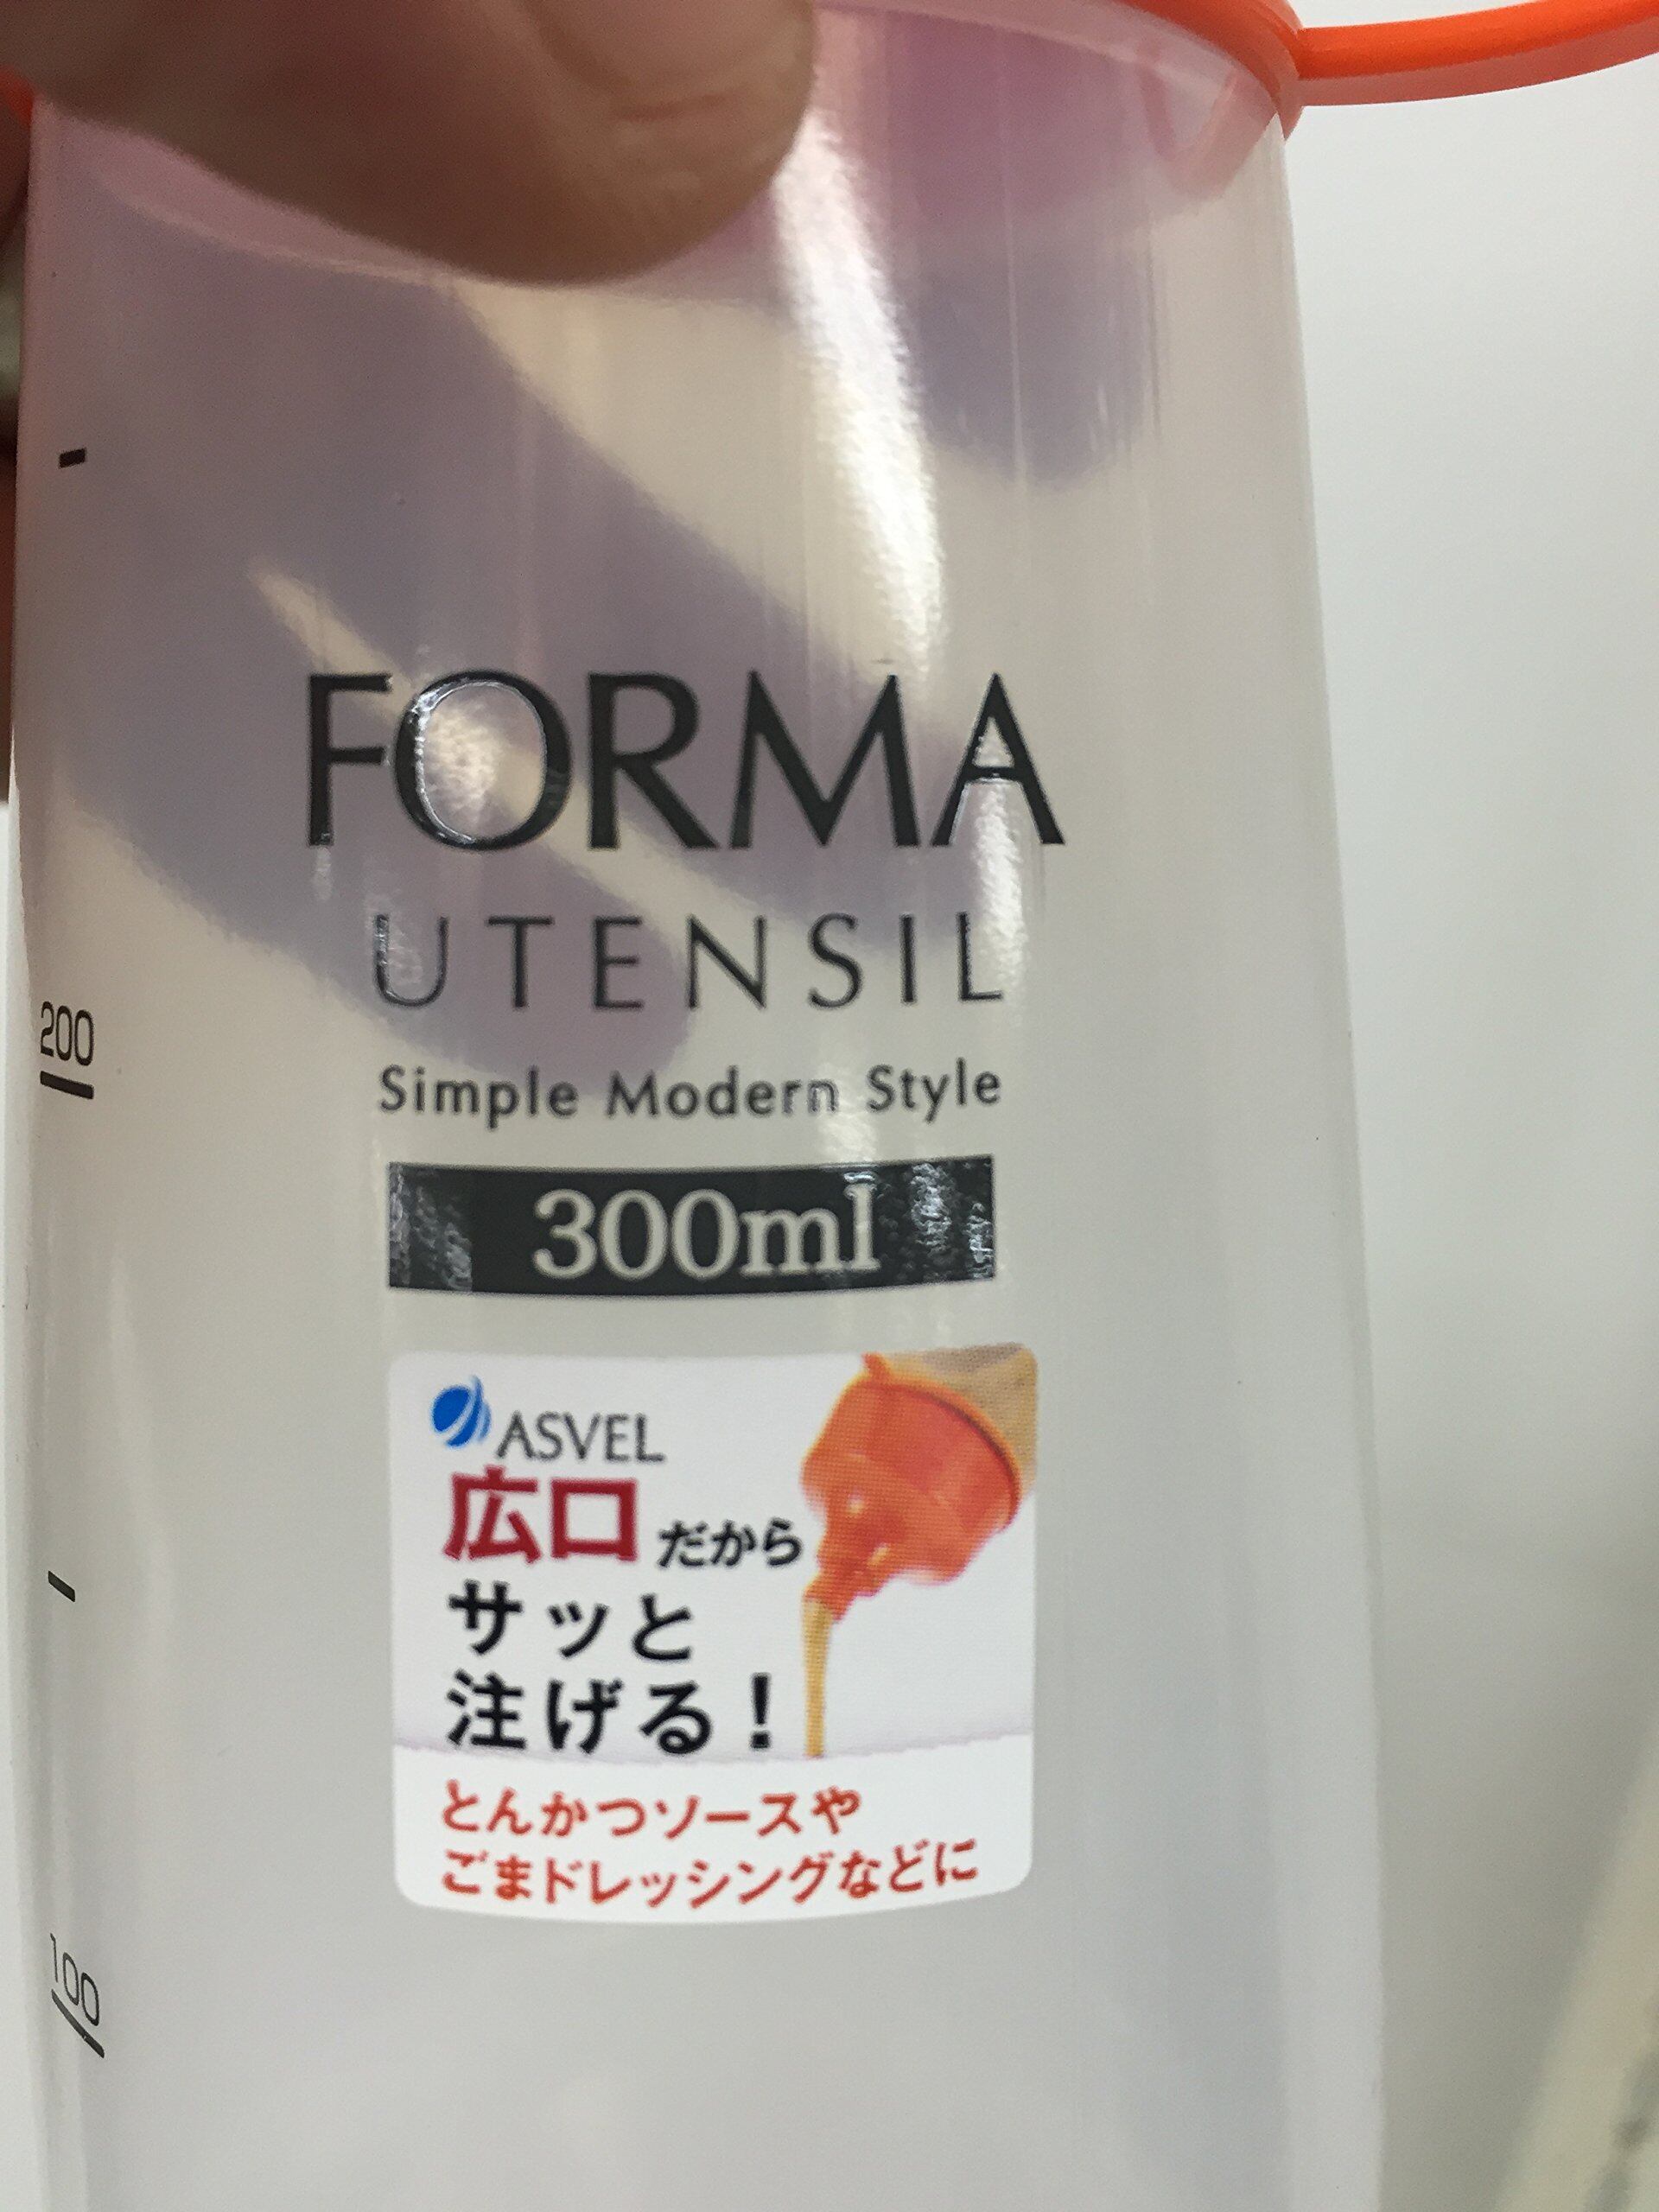 FORMA
UTENSIL
Simple Modern Style
300ml
ASVEL
広口だから
サッと
注げる！
とんかつソースや
ごまドレッシングなどに
200
100